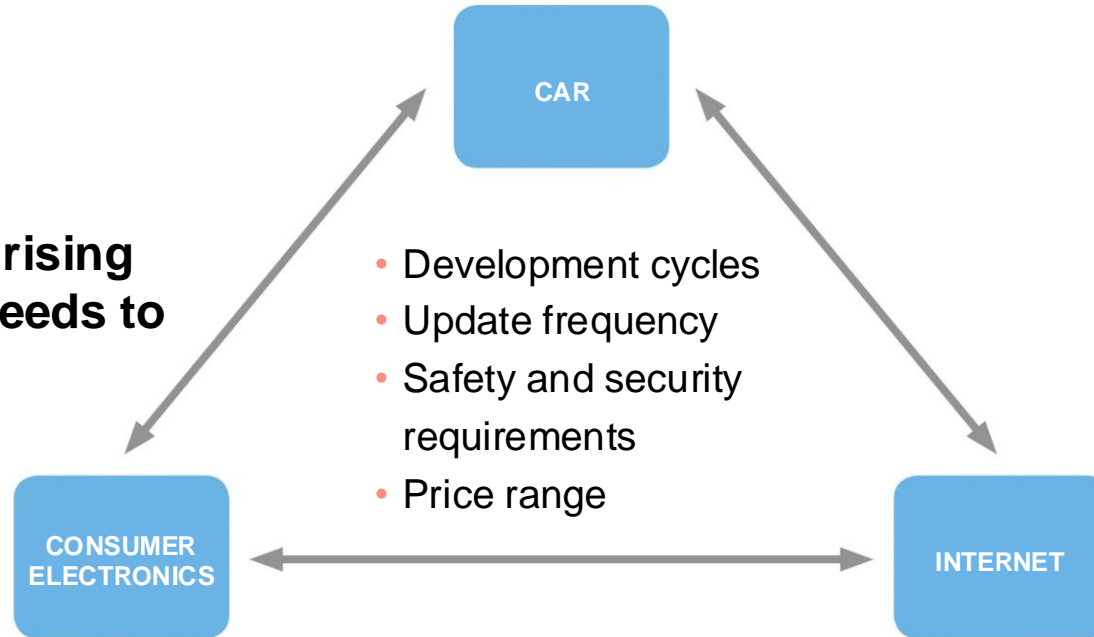 CAR
rising
eeds to
• Development cycles
• Update frequency
• Safety and security
requirements
• Price range
CONSUMER
ELECTRONICS
INTERNET